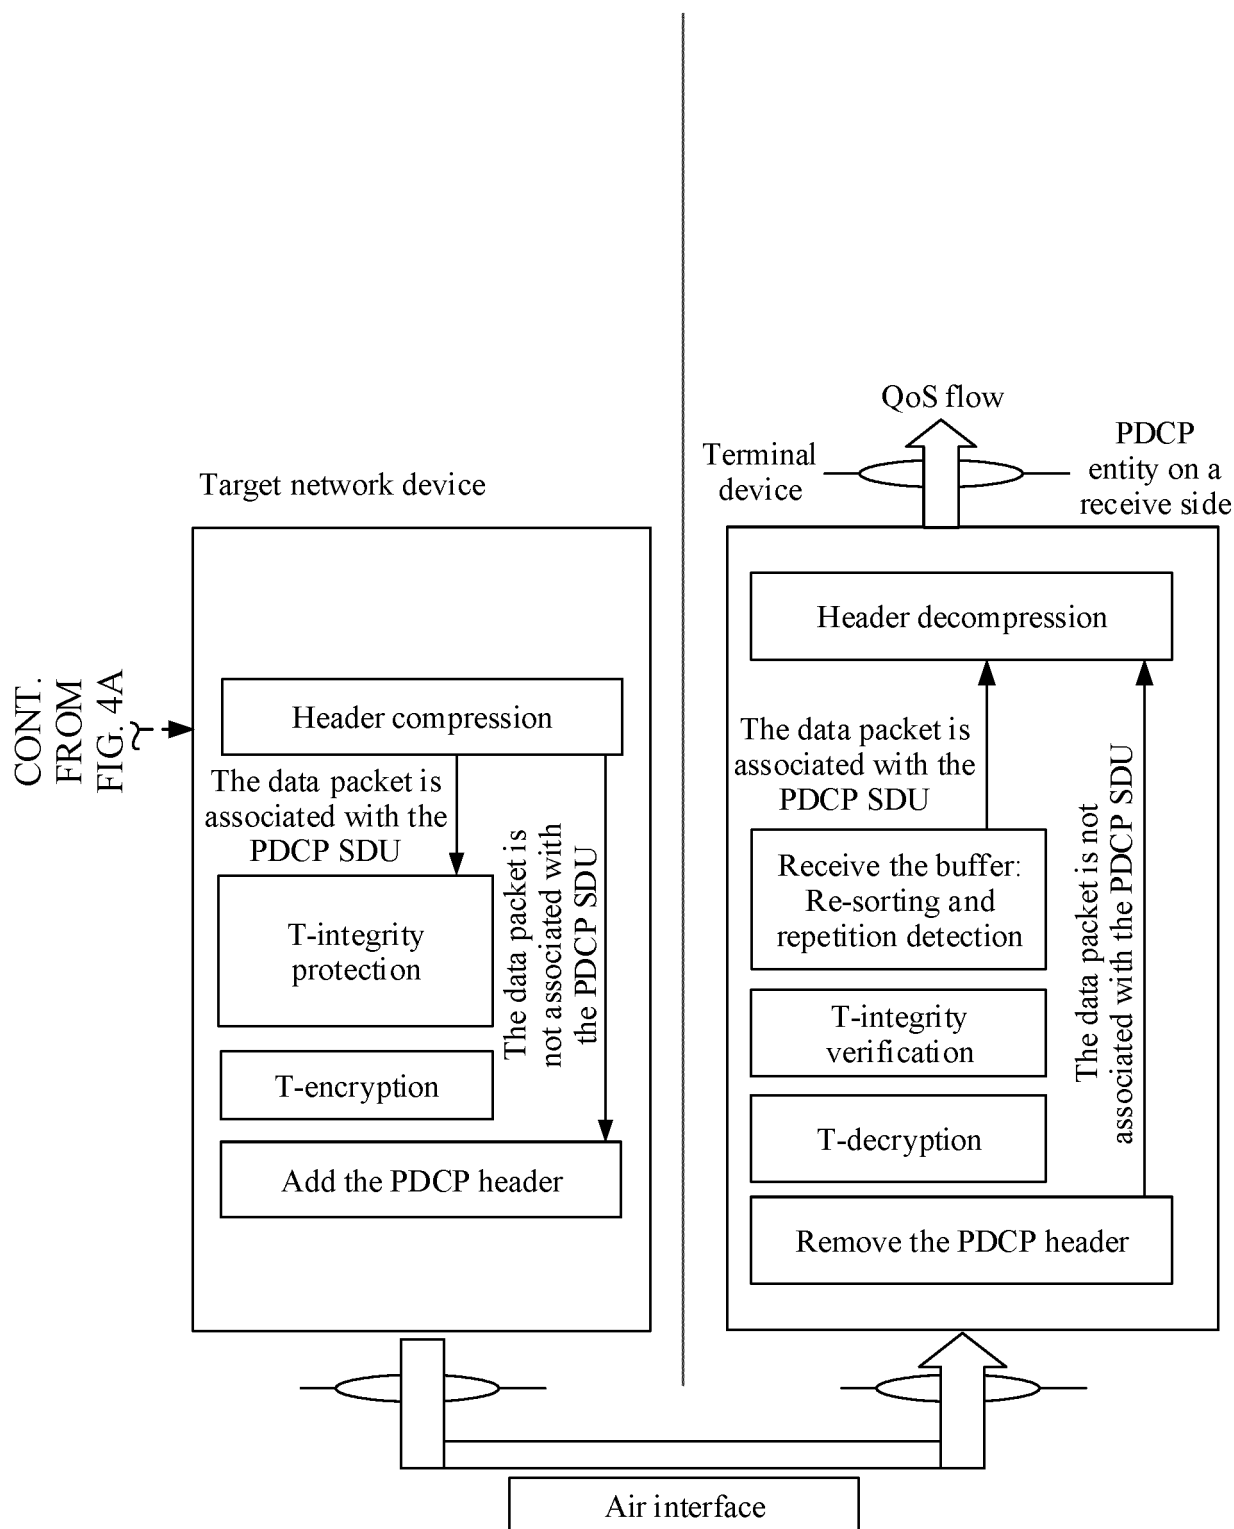 QoS flow
Terminal
device
PDCP
entity on a
receive side
Target network device
CONT.
FROM
FIG. 4A
Header compression
The data packet is
associated with the
PDCP SDU
The data packet is
not associated with
the PDCP SDU
T-integrity
protection
T-encryption
Add the PDCP header
Header decompression
The data packet is
associated with the
PDCP SDU
The data packet is not
associated with the PDCP SDU
Receive the buffer:
Re-sorting and
repetition detection
T-integrity
verification
T-decryption
Remove the PDCP header
Air interface